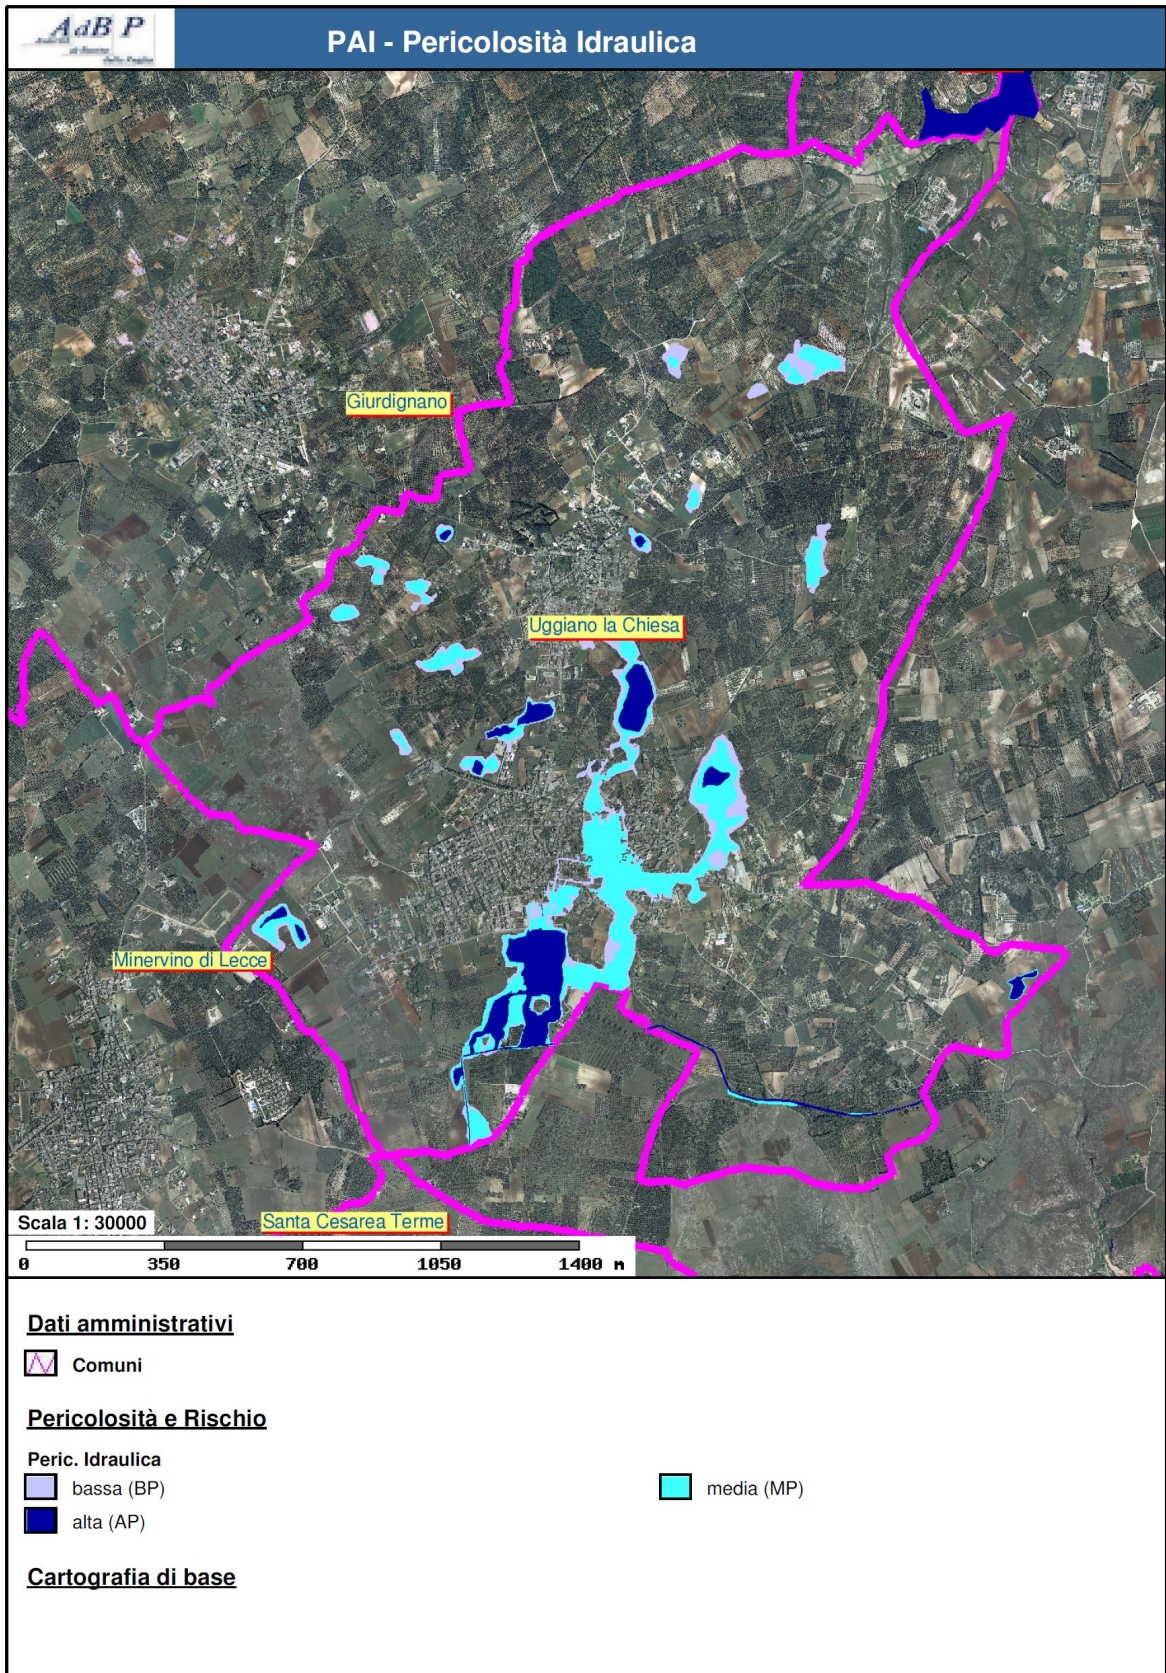 AdB P
della Puglia
PAI - Pericolosità Idraulica
Giurdignano
Uggiano la Chiesa
Minervino di Lecce
Santa Cesarea Terme
Scala 1: 30000
0 350 700 1050 1400 m
Dati amministrativi
Comuni
Pericolosità e Rischio
Peric. Idraulica
bassa (BP)
media (MP)
alta (AP)
Cartografia di base